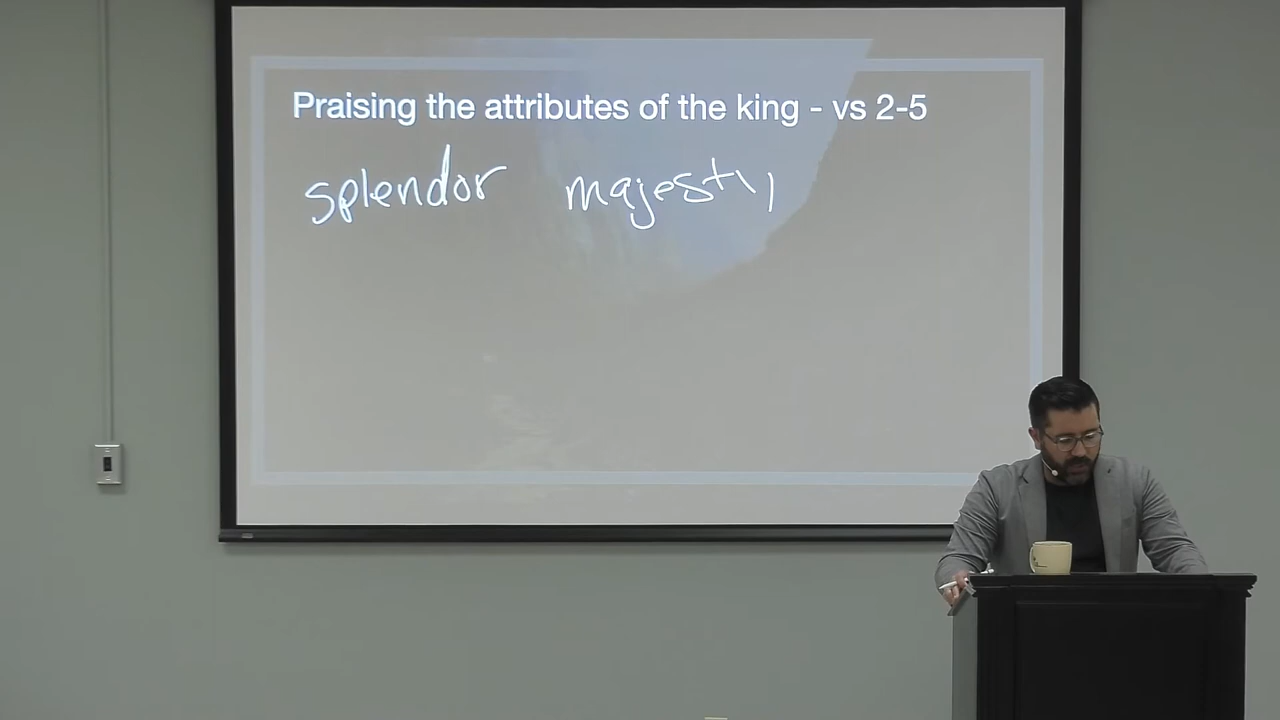 Praising the attributes of the king - vs 2-5
splendor majesty